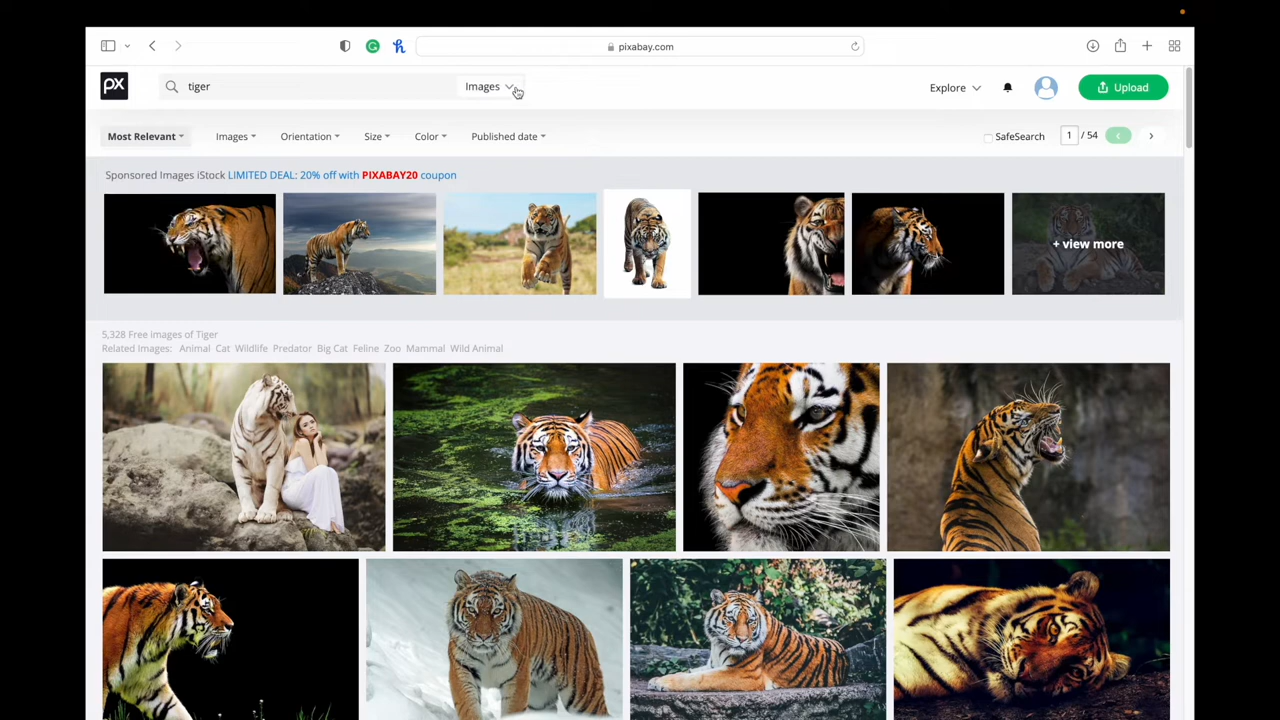 pixabay.com
px
tiger
Images
Explore
Upload
Most Relevant
Images
Orientation
Size
Color
Published date
SafeSearch
1 / 54
Sponsored Images iStock LIMITED DEAL: 20% off with PIXABAY20 coupon
+ view more
5,328 Free images of Tiger
Related Images: Animal Cat Wildlife Predator Big Cat Feline Zoo Mammal Wild Animal